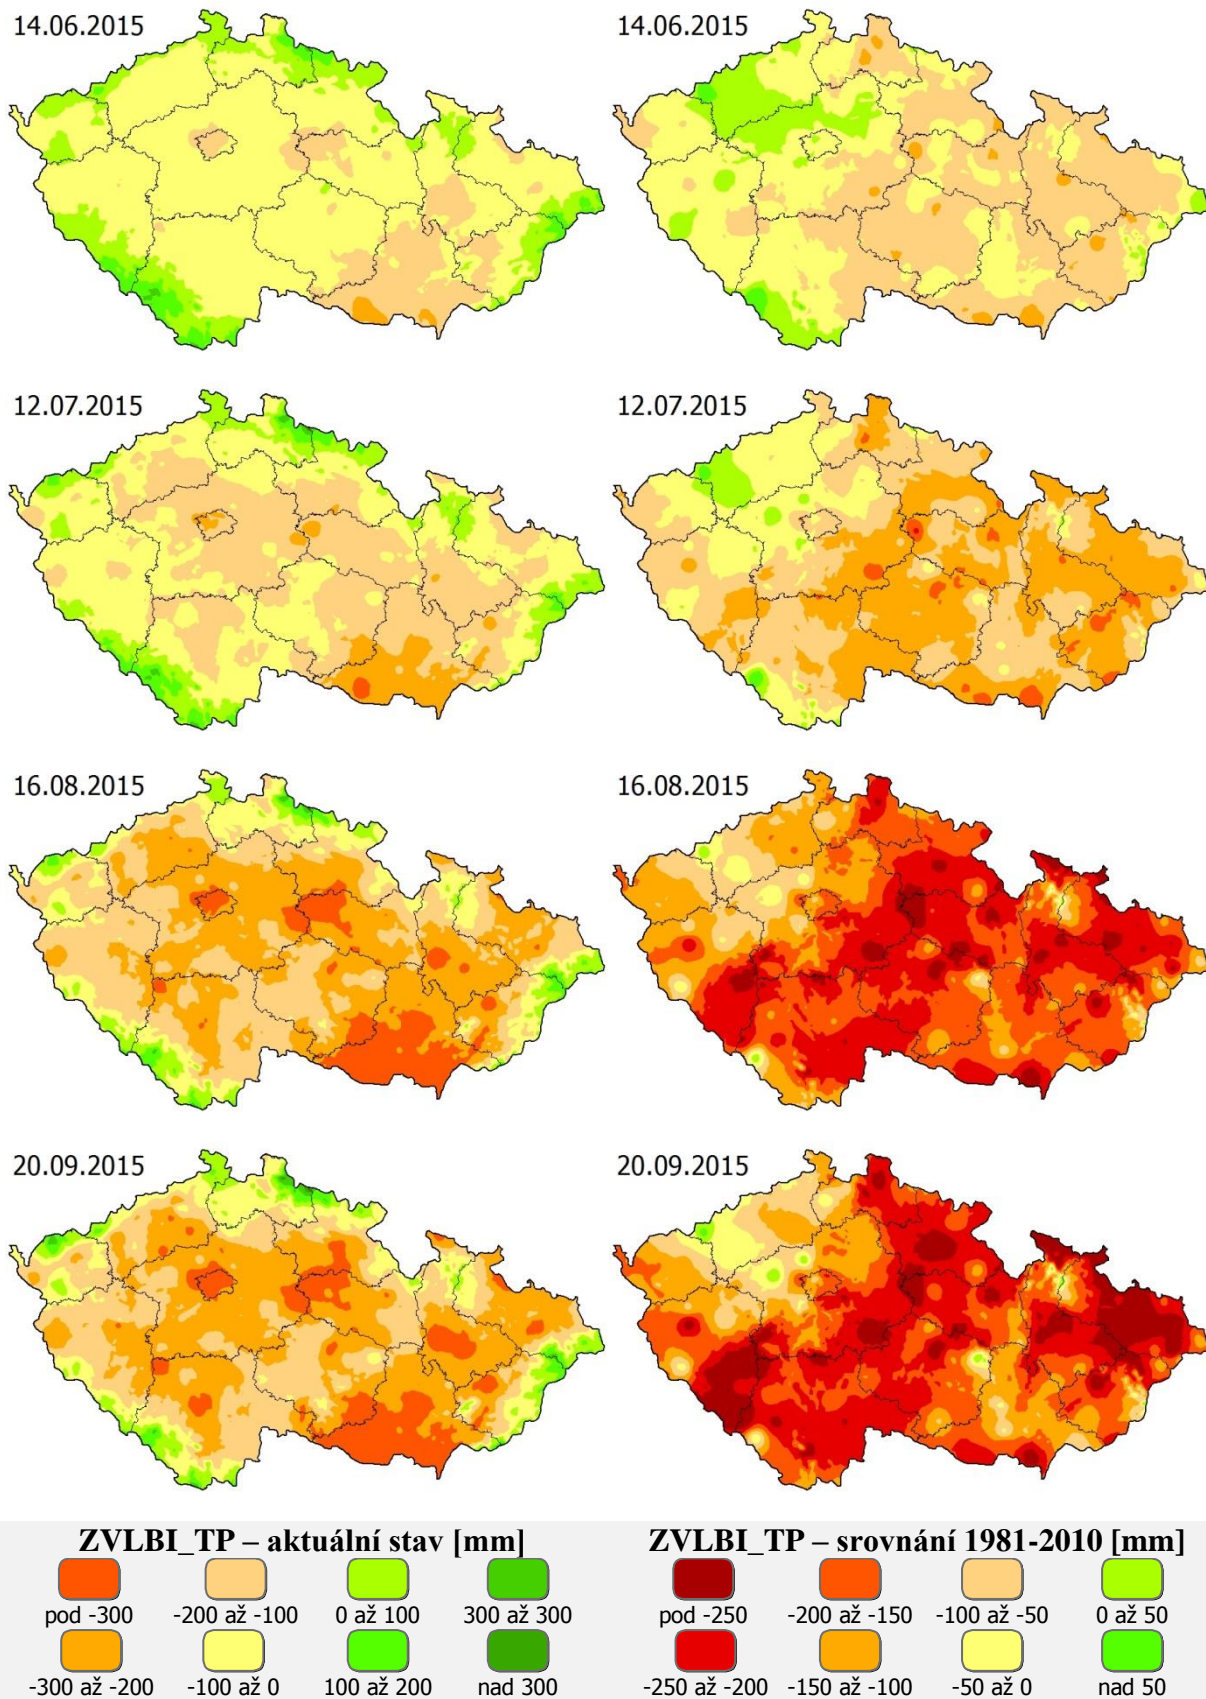 14.06.2015
14.06.2015
12.07.2015
12.07.2015
16.08.2015
16.08.2015
20.09.2015
20.09.2015
ZVLBI_TP – aktuální stav [mm]
pod -300
-200 až -100
0 až 100
300 až 300
-300 až -200
-100 až 0
100 až 200
nad 300
ZVLBI_TP – srovnání 1981-2010 [mm]
pod -250
-200 až -150
-100 až -50
0 až 50
-250 až -200
-150 až -100
-50 až 0
nad 50